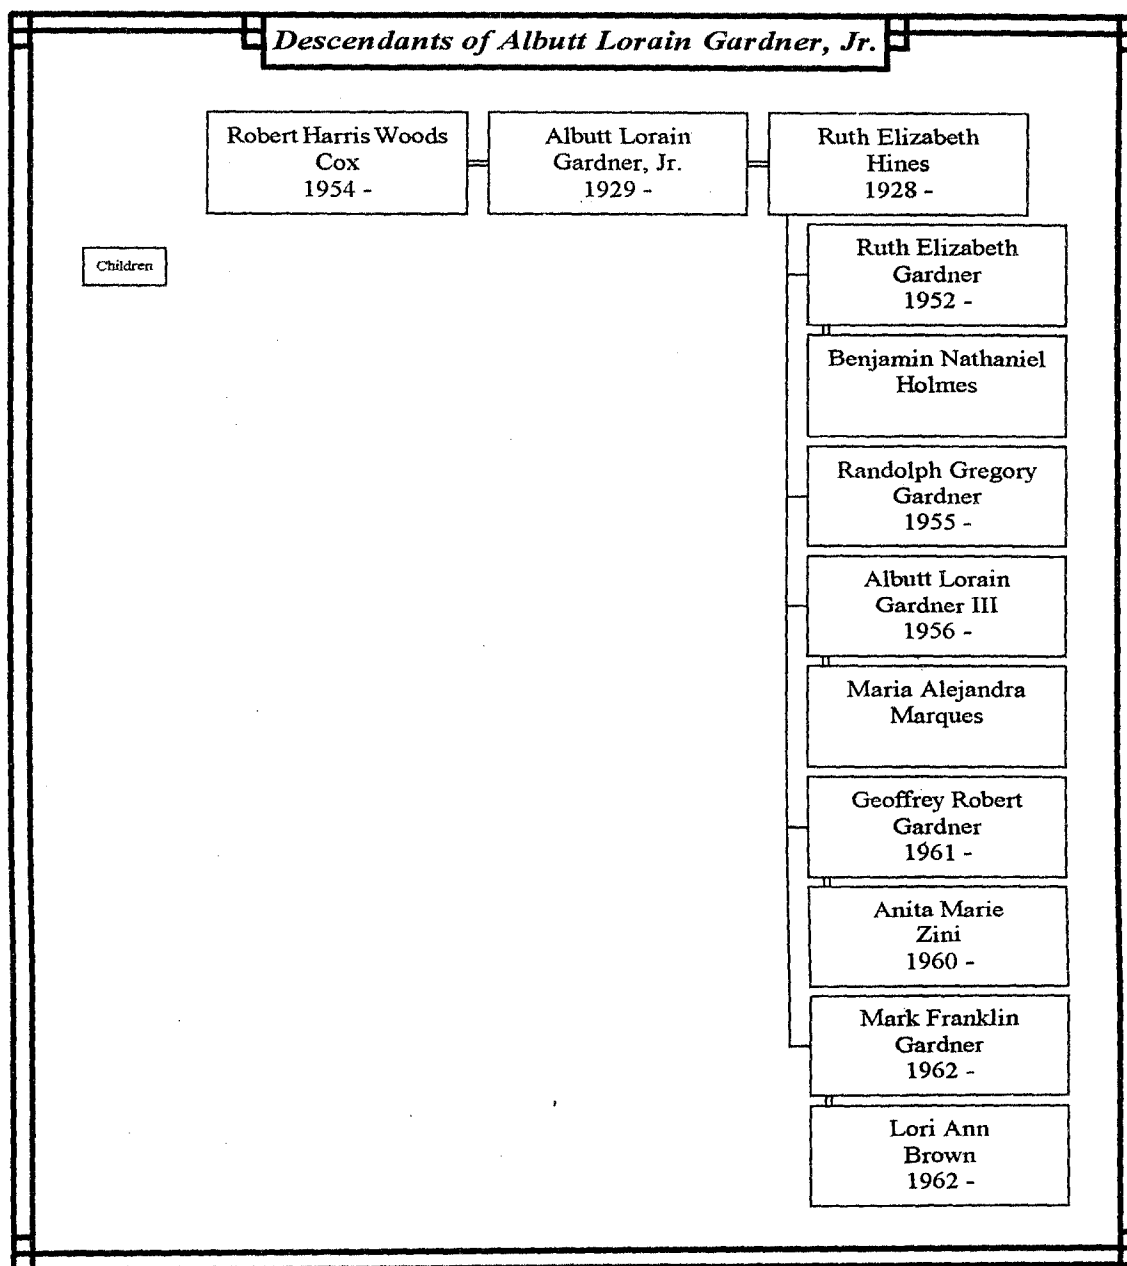 Descendants of Albutt Lorain Gardner, Jr.
Robert Harris Woods
Cox
1954 -
Albutt Lorain
Gardner, Jr.
1929 -
Ruth Elizabeth
Hines
1928 -
Children
Ruth Elizabeth
Gardner
1952 -
Benjamin Nathaniel
Holmes
Randolph Gregory
Gardner
1955 -
Albutt Lorain
Gardner III
1956 -
Maria Alejandra
Marques
Geoffrey Robert
Gardner
1961 -
Anita Marie
Zini
1960 -
Mark Franklin
Gardner
1962 -
Lori Ann
Brown
1962 -